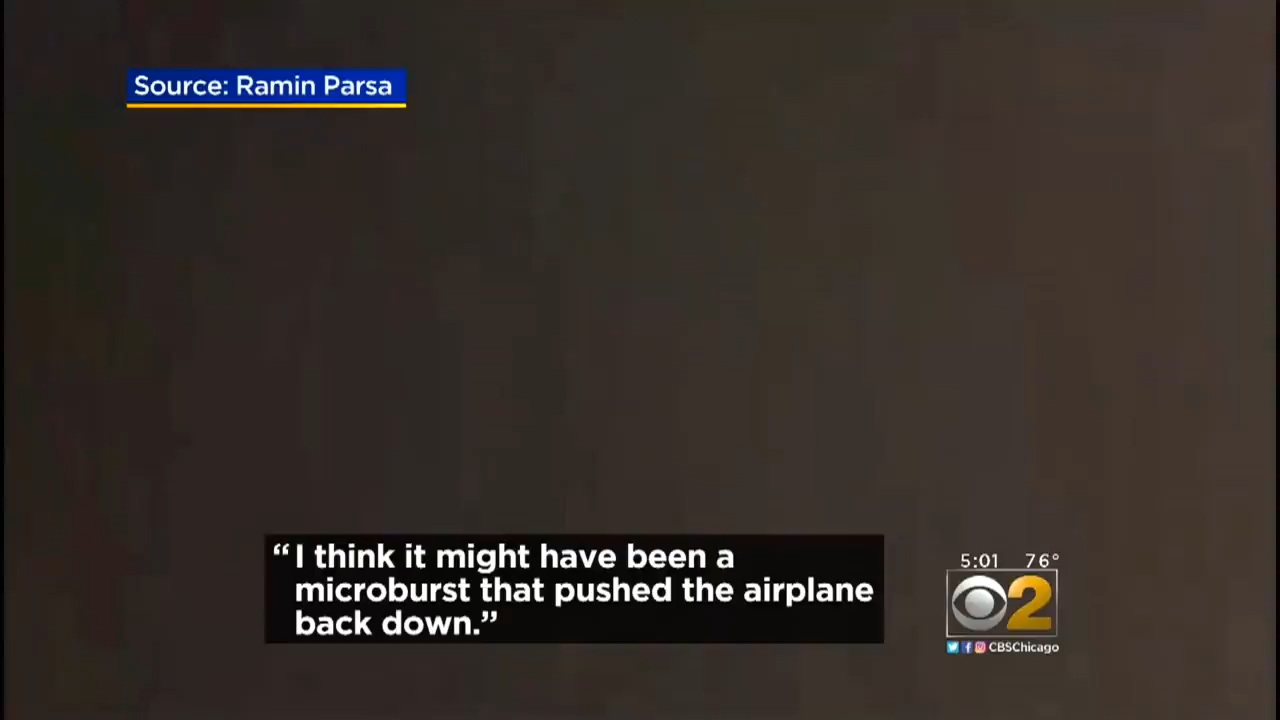 Source: Ramin Parsa
“I think it might have been a
microburst that pushed the airplane
back down.”
5:01 76°
2
CBSChicago